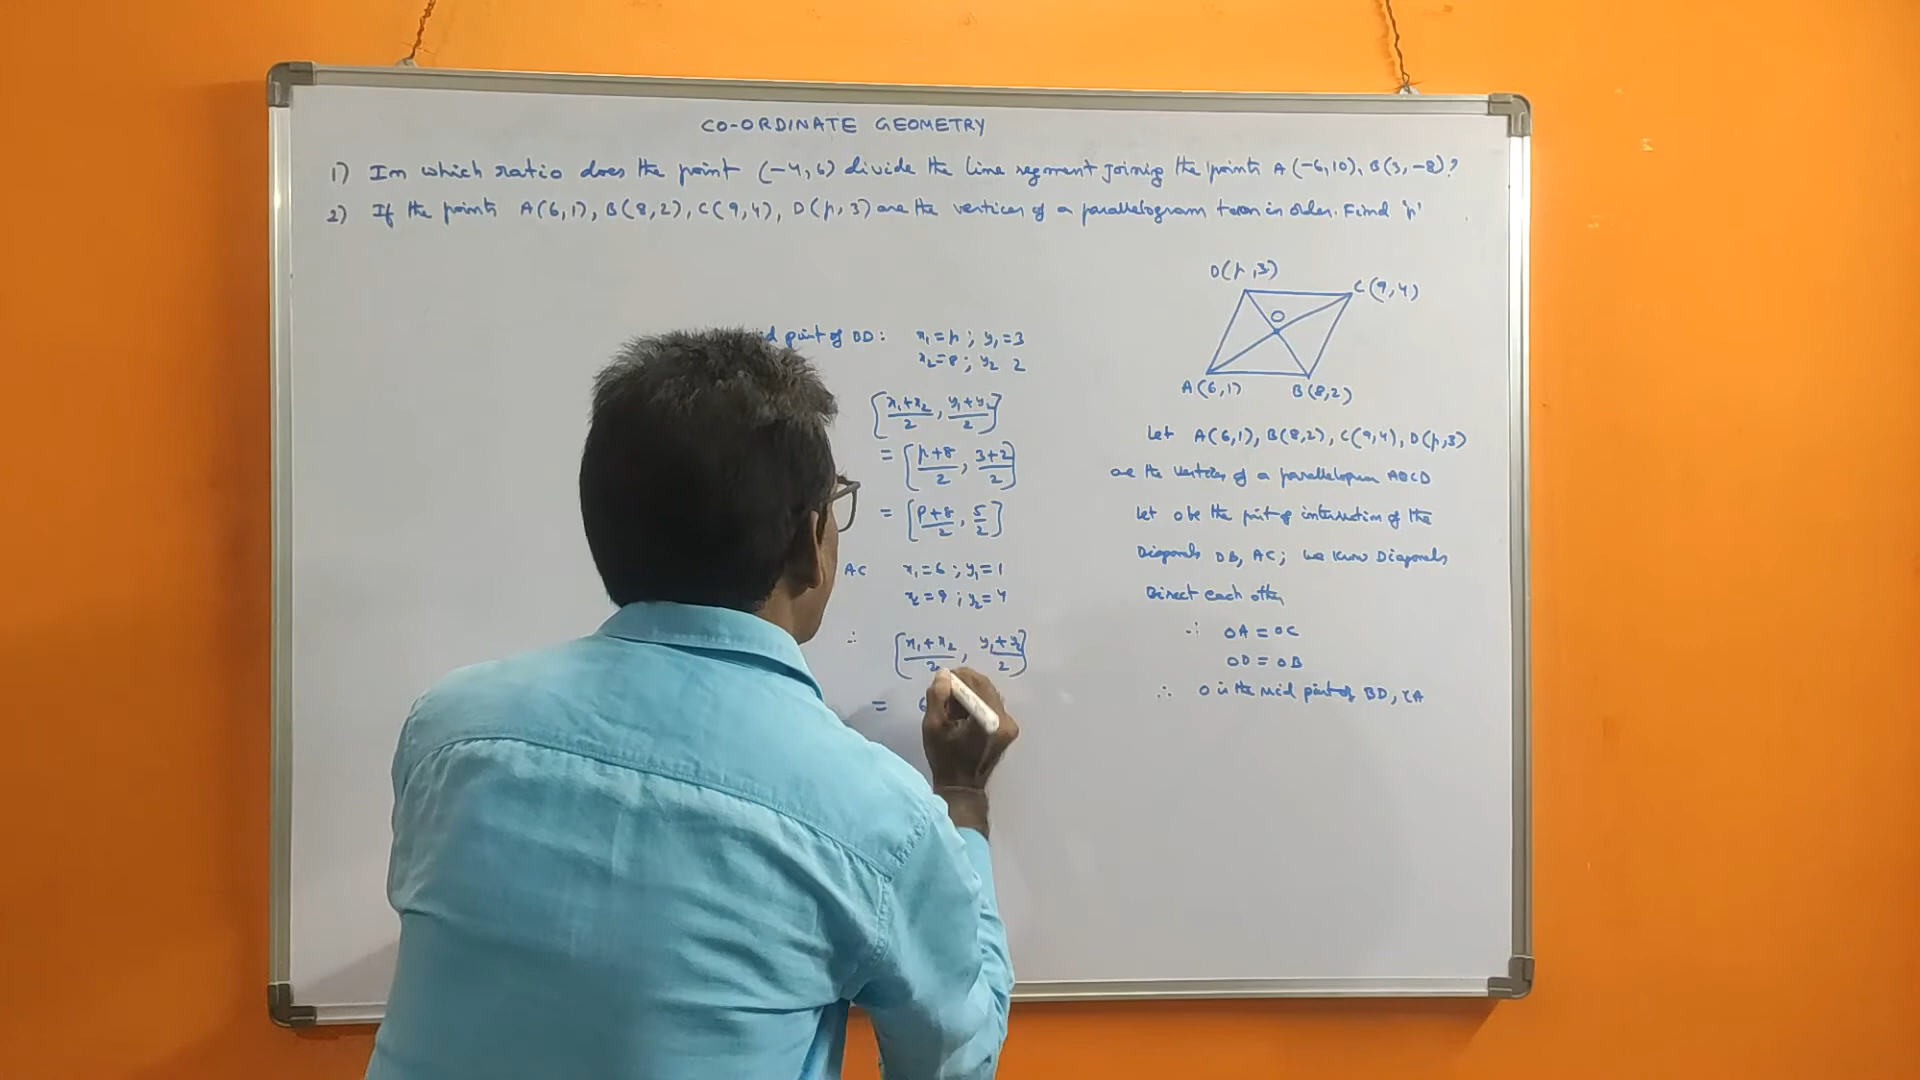 CO-ORDINATE GEOMETRY
1) In which ratio does the point (-4,6) divide the line segment joining the points A(-6,10), B(3,-8)?
2) If the points A(6,1), B(8,2), C(9,4), D(p,3) are the vertices of a parallelogram taken in order. Find 'p'
D(p,3)
C(9,4)
O
A(6,1) B(8,2)
point of BD: x₁=p ; y₁=3
x₂=8 ; y₂ 2
[x₁+x₂/2, y₁+y₂/2]
= [p+8/2, 3+2/2]
= [p+8/2, 5/2]
AC x₁=6 ; y₁=1
x₂=9 ; y₂=4
∴ [x₁+x₂/2, y₁+y₂/2]
=
Let A(6,1), B(8,2), C(9,4), D(p,3)
are the vertices of a parallelogram ABCD
Let O be the point of intersection of the
Diagonals DB, AC; we know Diagonals
Bisect each other
∴ OA = OC
OD = OB
∴ O is the mid point of BD, CA